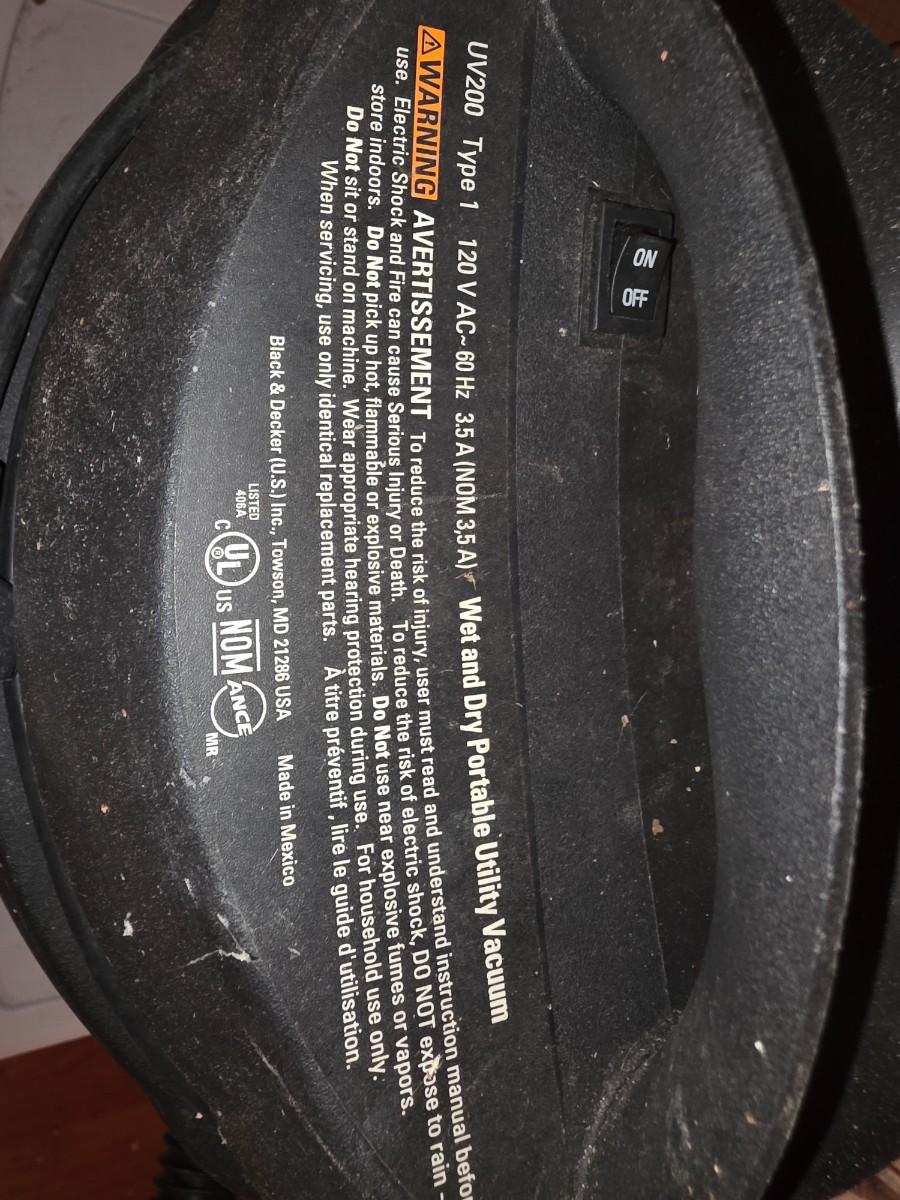 UV200 Type 1 120 V AC~ 60 Hz 3.5 A (NOM 3,5 A) Wet and Dry Portable Utility Vacuum
⚠WARNING AVERTISSEMENT To reduce the risk of injury, user must read and understand instruction manual befor
use. Electric Shock and Fire can cause Serious Injury or Death. To reduce the risk of electric shock, DO NOT expose to rain –
store indoors. Do Not pick up hot, flammable or explosive materials. Do Not use near explosive fumes or vapors.
Do Not sit or stand on machine. Wear appropriate hearing protection during use. For household use only.
When servicing, use only identical replacement parts. À titre préventif, lire le guide d'utilisation.
Black & Decker (U.S.) Inc., Towson, MD 21286 USA Made in Mexico
LISTED
406A
C UL ® US NOM ANCE MR
ON
OFF